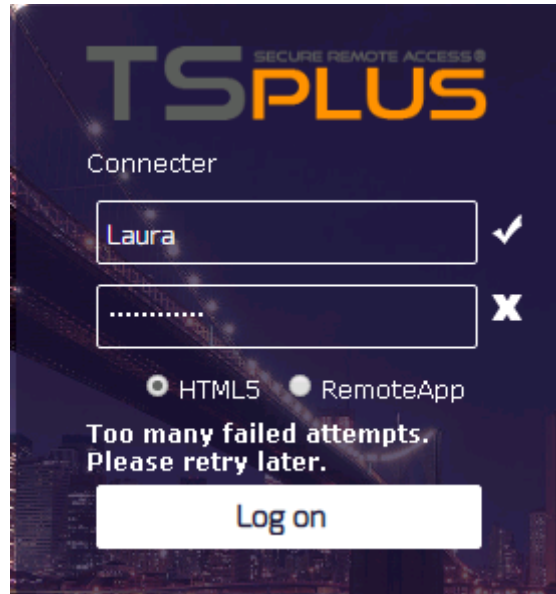 SECURE REMOTE ACCESS®
TSPLUS
Connecter
Laura
............
HTML5 RemoteApp
Too many failed attempts.
Please retry later.
Log on